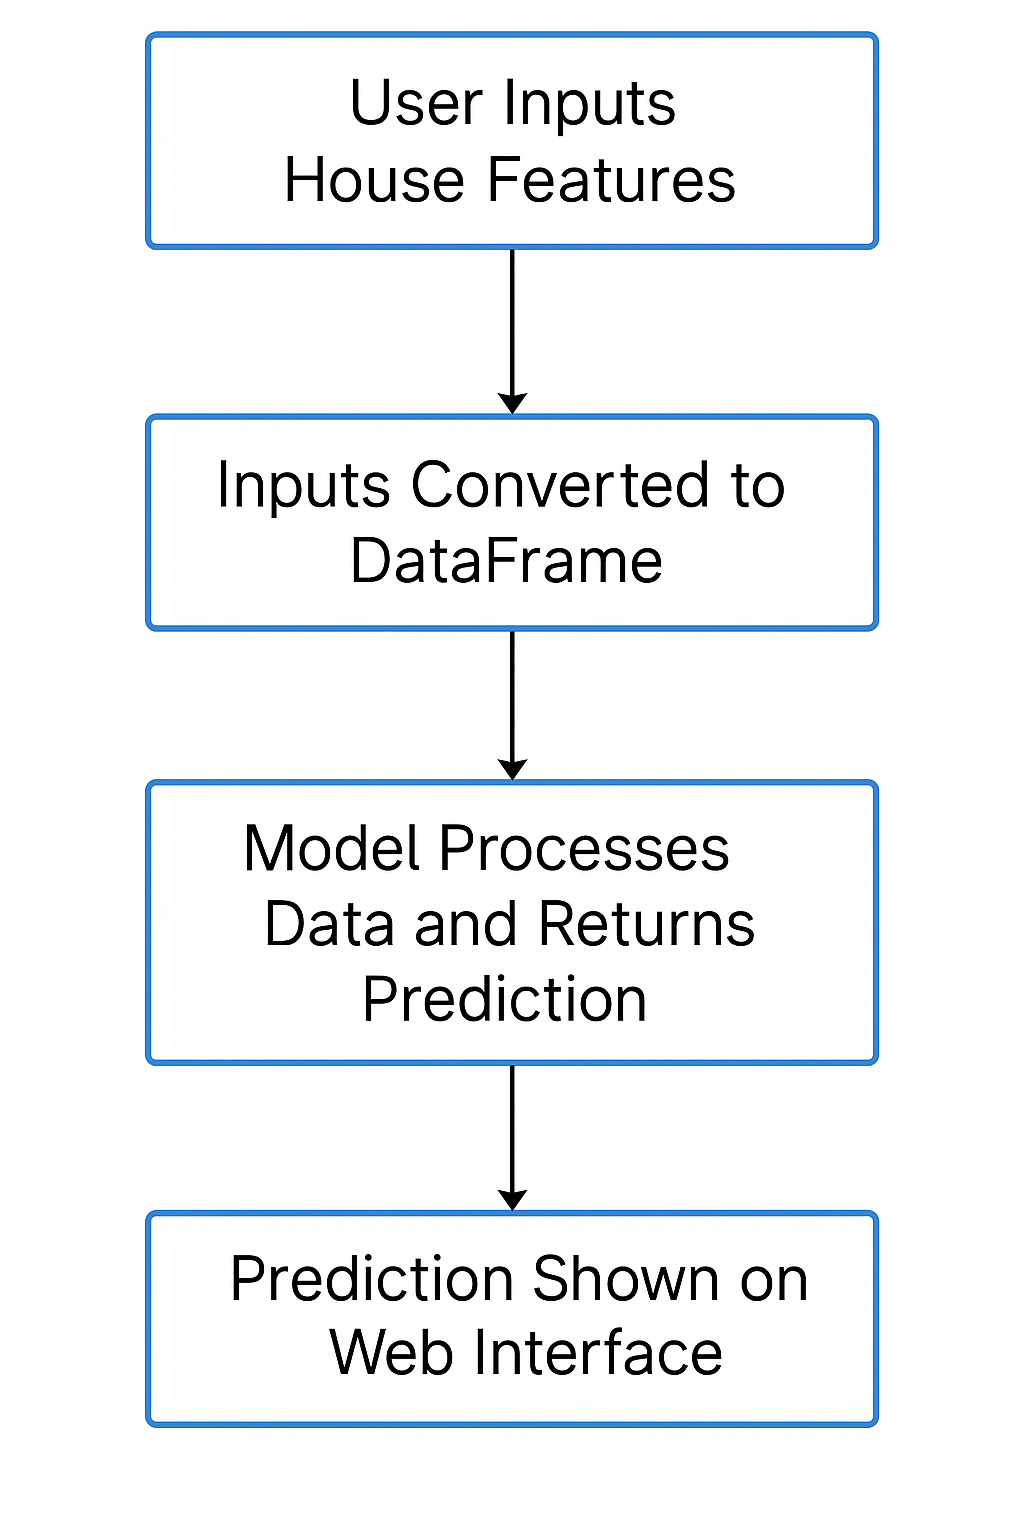 User Inputs
House Features
Inputs Converted to
DataFrame
Model Processes
Data and Returns
Prediction
Prediction Shown on
Web Interface